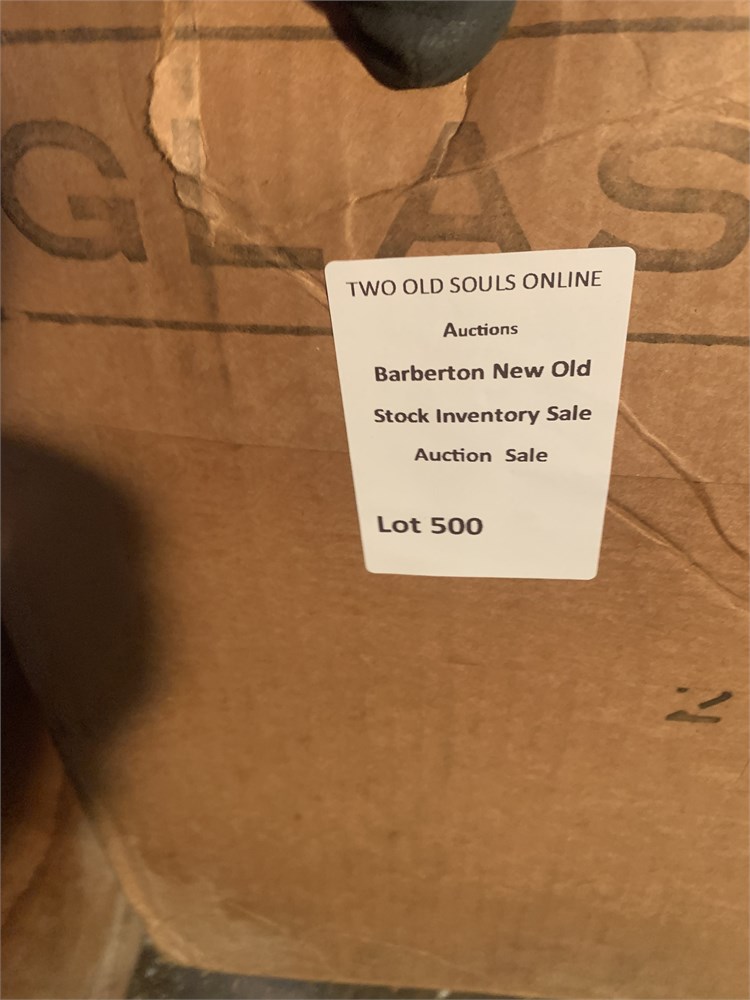 GLAS
TWO OLD SOULS ONLINE
Auctions
Barberton New Old
Stock Inventory Sale
Auction Sale
Lot 500